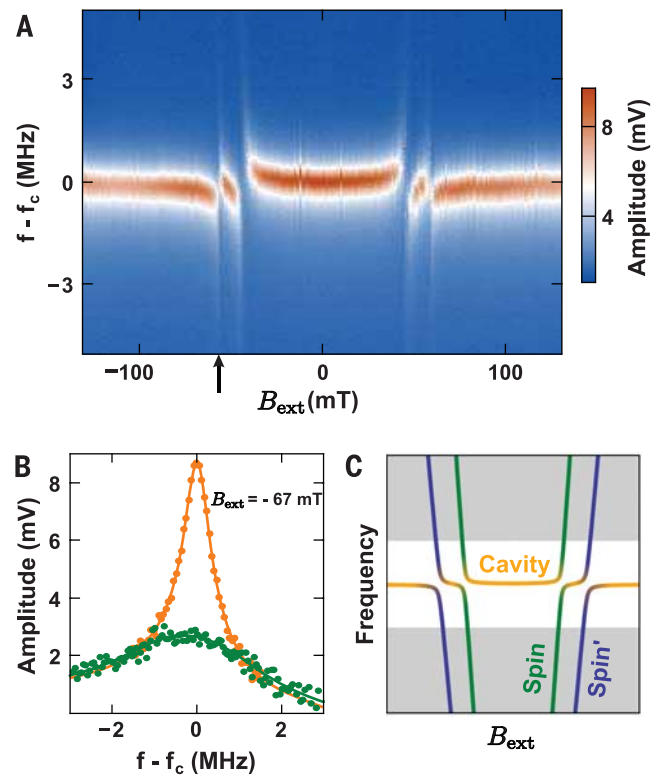 A
f - f_c (MHz)
3
0
−3
−100
0
100
B_ext (mT)
8
4
Amplitude (mV)
B
Amplitude (mV)
8
6
4
2
B_ext = - 67 mT
−2
0
2
f - f_c (MHz)
C
Frequency
Cavity
Spin
Spin'
B_ext